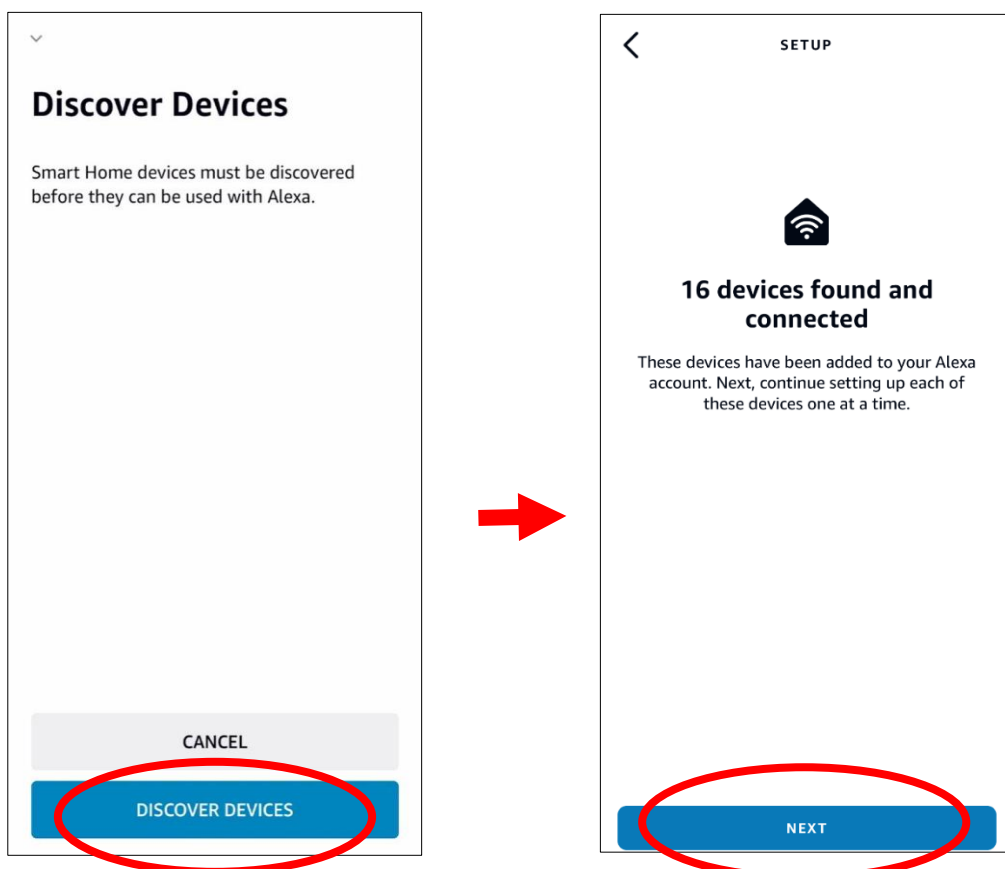 Discover Devices
Smart Home devices must be discovered
before they can be used with Alexa.
CANCEL
DISCOVER DEVICES
SETUP
16 devices found and
connected
These devices have been added to your Alexa
account. Next, continue setting up each of
these devices one at a time.
NEXT